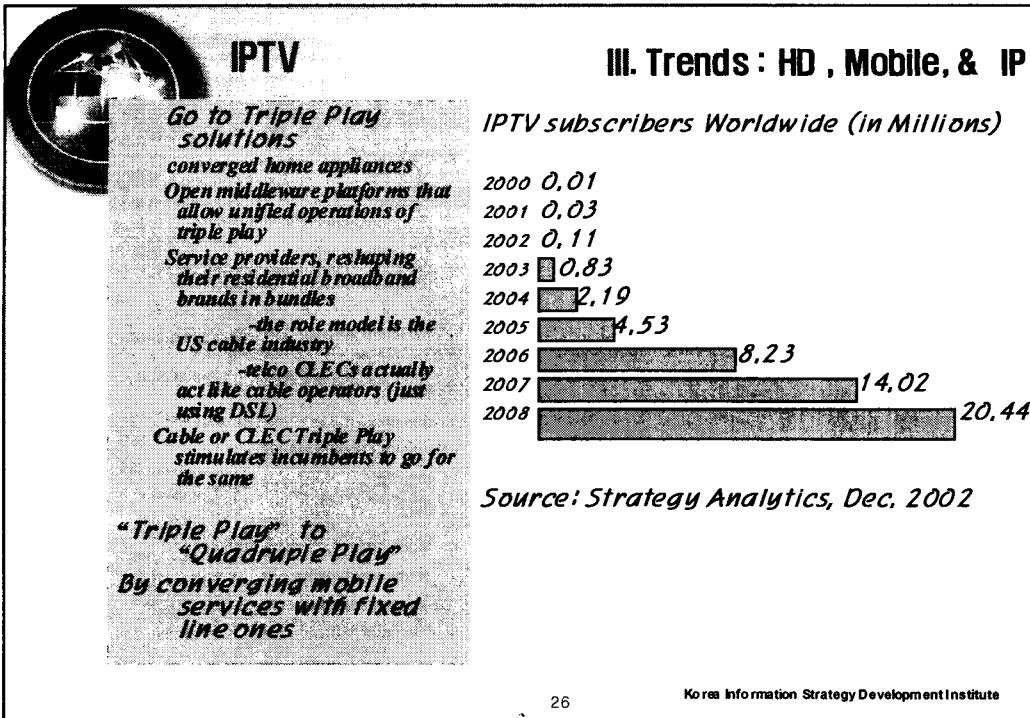 IPTV
III. Trends : HD , Mobile, & IP
Go to Triple Play
solutions
converged home appliances
Open middleware platforms that
allow unified operations of
triple play
Service providers, reshaping
their residential broadband
brands in bundles
-the role model is the
US cable industry
-telco CLECs actually
act like cable operators (just
using DSL)
Cable or CLEC Triple Play
stimulates incumbents to go for
the same
“Triple Play” to
“Quadruple Play”
By converging mobile
services with fixed
line ones
IPTV subscribers Worldwide (in Millions)
2000 0,01
2001 0,03
2002 0,11
2003 0,83
2004 2,19
2005 4,53
2006 8,23
2007 14,02
2008 20,44
Source: Strategy Analytics, Dec. 2002
26
Korea Information Strategy Development Institute